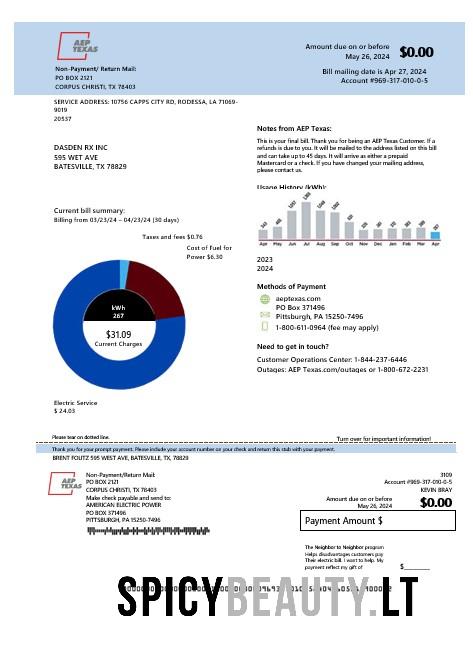 AEP
TEXAS
Non-Payment/ Return Mail:
PO BOX 2121
CORPUS CHRISTI, TX 78403
Amount due on or before
May 26, 2024
$0.00
Bill mailing date is Apr 27, 2024
Account #969-317-010-0-5
SERVICE ADDRESS: 10756 CAPPS CITY RD, RODESSA, LA 71069-
9019
20537
DASDEN RX INC
595 WET AVE
BATESVILLE, TX 78829
Notes from AEP Texas:
This is your final bill. Thank you for being an AEP Texas Customer. If a
refunds is due to you. It will be mailed to the address listed on this bill
and can take up to 45 days. It will arrive as either a prepaid
Mastercard or a check. If you have changed your mailing address,
please contact us.
Usage History (kWh):
Apr May Jun Jul Aug Sep Oct Nov Dec Jan Feb Mar Apr
2023
2024
Current bill summary:
Billing from 03/23/24 – 04/23/24 (30 days)
Taxes and fees $0.76
Cost of Fuel for
Power $6.30
kWh
267
$31.09
Current Charges
Electric Service
$ 24.03
Methods of Payment
aeptexas.com
PO Box 371496
Pittsburgh, PA 15250-7496
1-800-611-0964 (fee may apply)
Need to get in touch?
Customer Operations Center: 1-844-237-6446
Outages: AEP Texas.com/outages or 1-800-672-2231
Please tear on dotted line.
Turn over for important information!
Thank you for your prompt payment. Please include your account number on your check and return this stub with your payment.
BRENT FOUTZ 595 WEST AVE, BATESVILLE, TX, 78829
AEP
TEXAS
Non-Payment/Return Mail:
PO BOX 2121
CORPUS CHRISTI, TX 78403
Make check payable and send to:
AMERICAN ELECTRIC POWER
PO BOX 371496
PITTSBURGH, PA 15250-7496
3109
Account #969-317-010-0-5
KEVIN BRAY
Amount due on or before
May 26, 2024
$0.00
Payment Amount $
The Neighbor to Neighbor program
Helps disadvantages customers pay
Their electric bill. I want to help. My
payment reflect my gift of
$
SPICYBEAUTY.LT